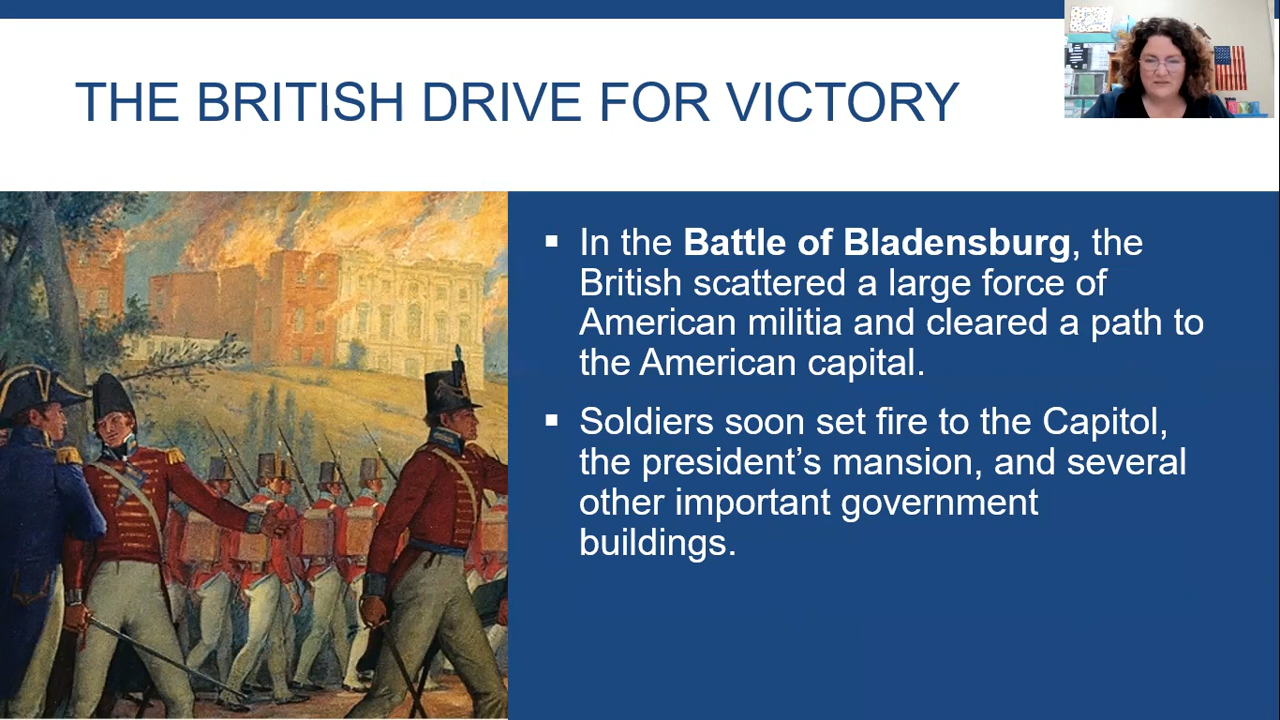 THE BRITISH DRIVE FOR VICTORY
▪ In the Battle of Bladensburg, the
British scattered a large force of
American militia and cleared a path to
the American capital.
▪ Soldiers soon set fire to the Capitol,
the president’s mansion, and several
other important government
buildings.